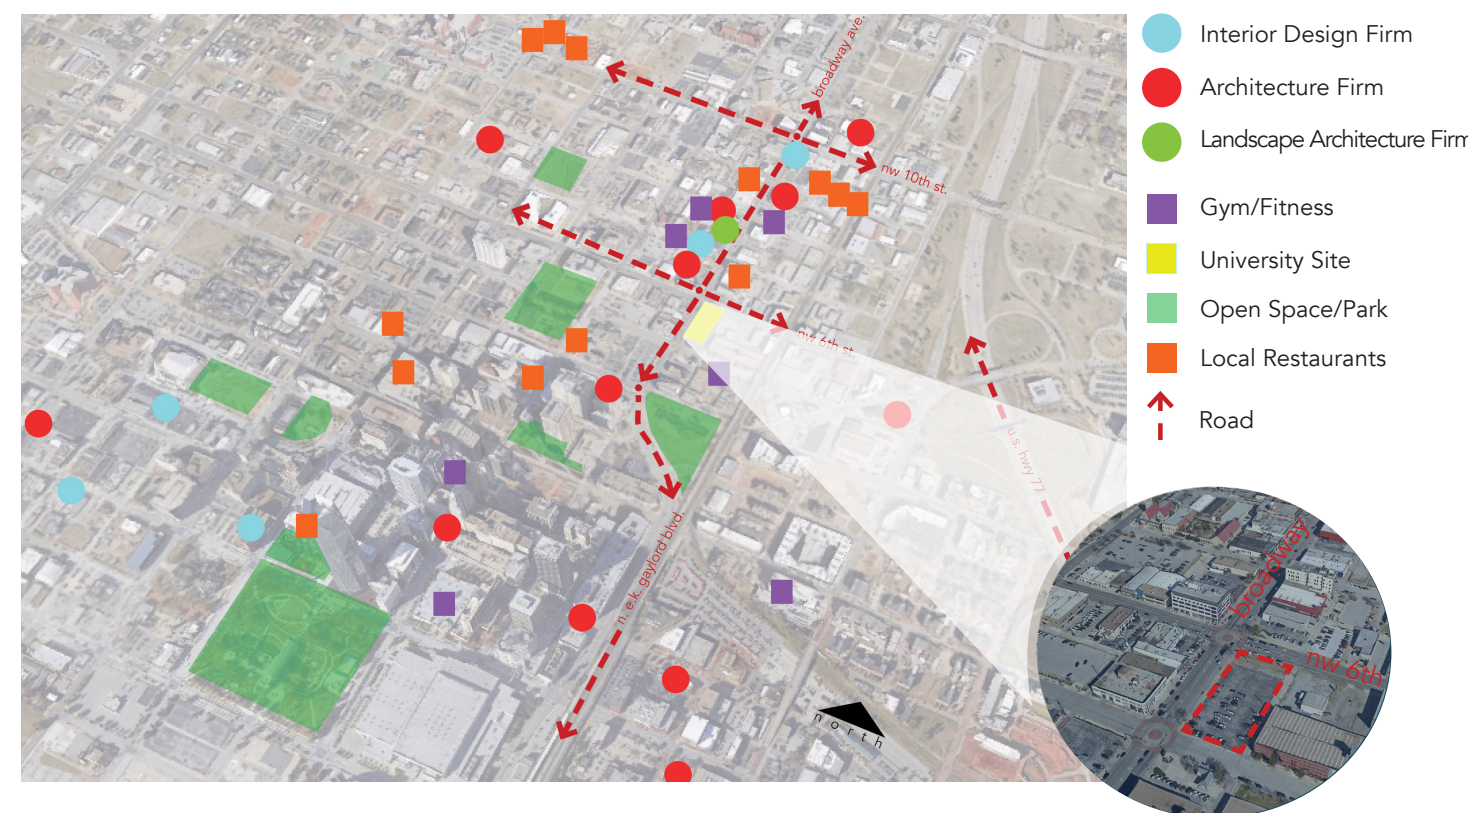 broadway ave.
nw 10th st.
nw 6th st.
u.s. hwy 77
n. e.k. gaylord blvd.
north
broadway
nw 6th
Interior Design Firm
Architecture Firm
Landscape Architecture Firm
Gym/Fitness
University Site
Open Space/Park
Local Restaurants
Road